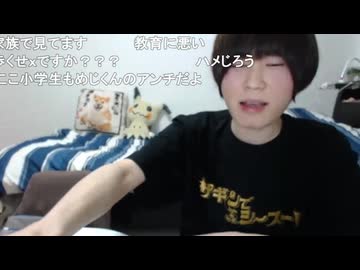 家族で見てます
教育に悪い
歩くせxですか？？？
ハメじろう
ここ小学生もめじくんのアンチだよ